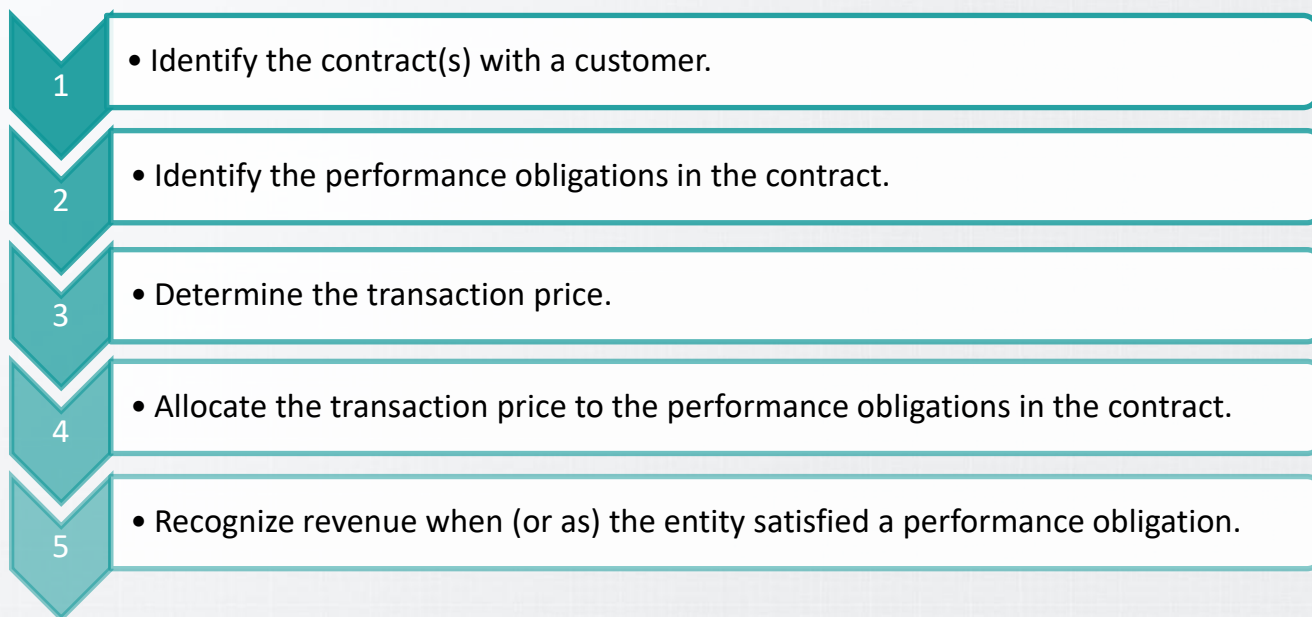 1
• Identify the contract(s) with a customer.
2
• Identify the performance obligations in the contract.
3
• Determine the transaction price.
4
• Allocate the transaction price to the performance obligations in the contract.
5
• Recognize revenue when (or as) the entity satisfied a performance obligation.